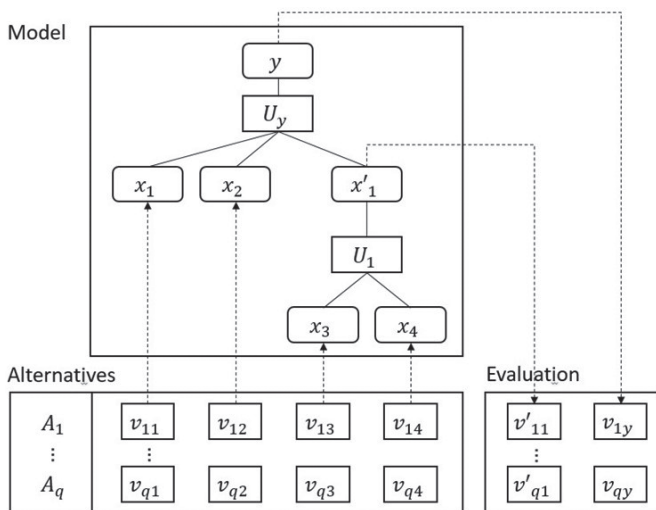 Model
y
U_y
x_1 x_2 x'_1
U_1
x_3 x_4
Alternatives Evaluation
A_1 v_11 v_12 v_13 v_14 v'_11 v_1y
⋮ ⋮ ⋮
A_q v_q1 v_q2 v_q3 v_q4 v'_q1 v_qy